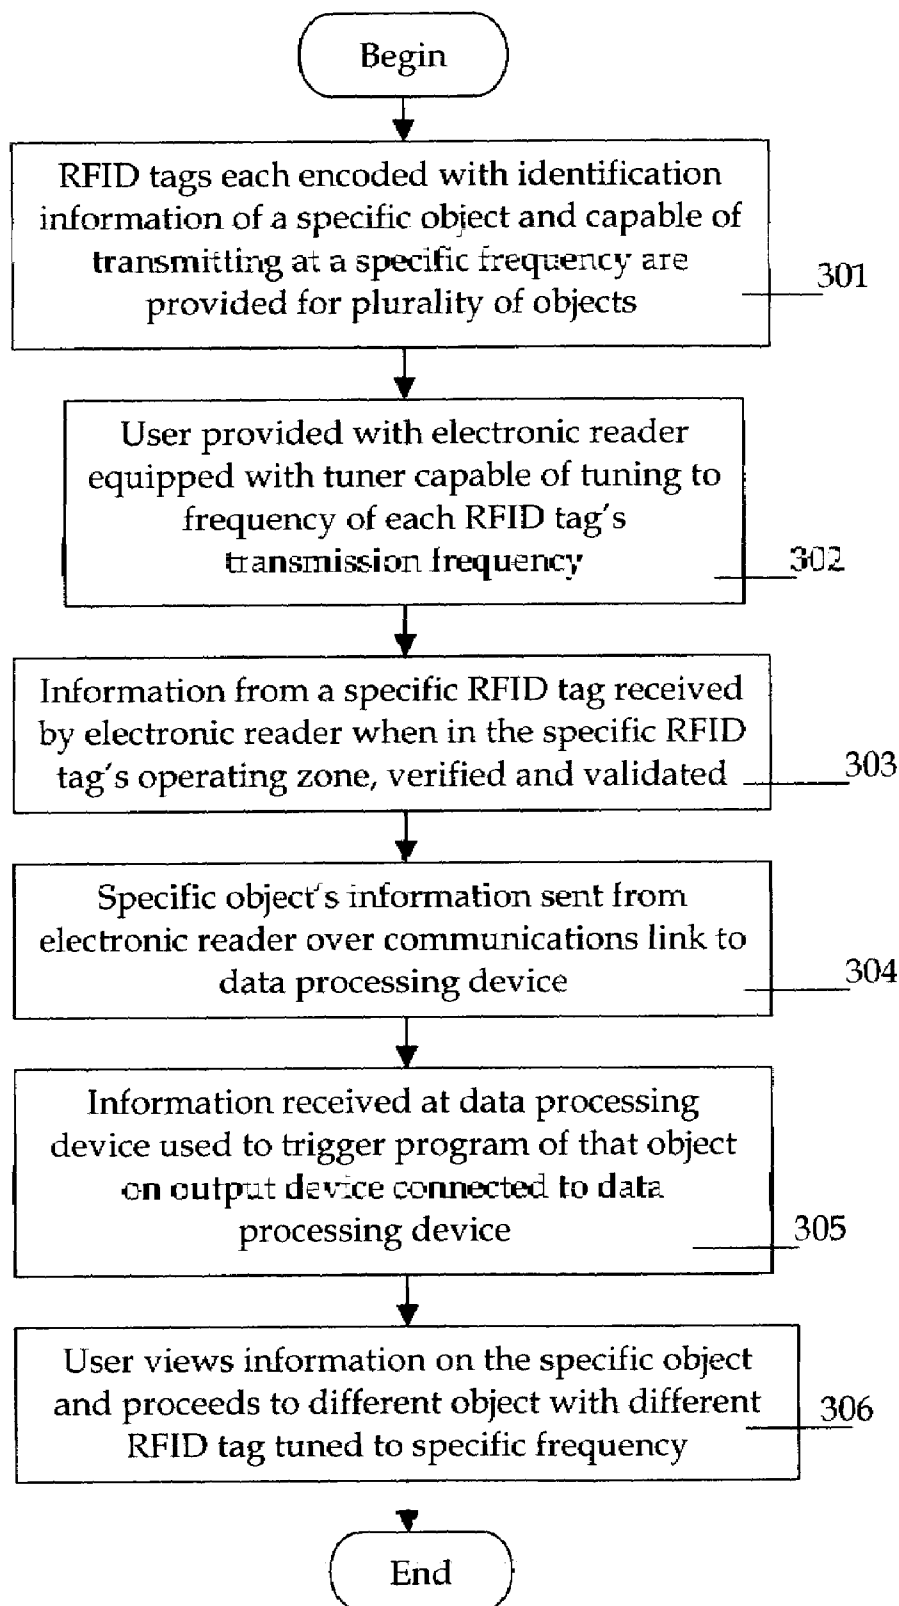 Begin
RFID tags each encoded with identification
information of a specific object and capable of
transmitting at a specific frequency are
provided for plurality of objects
301
User provided with electronic reader
equipped with tuner capable of tuning to
frequency of each RFID tag's
transmission frequency
302
Information from a specific RFID tag received
by electronic reader when in the specific RFID
tag's operating zone, verified and validated
303
Specific object's information sent from
electronic reader over communications link to
data processing device
304
Information received at data processing
device used to trigger program of that object
on output device connected to data
processing device
305
User views information on the specific object
and proceeds to different object with different
RFID tag tuned to specific frequency
306
End